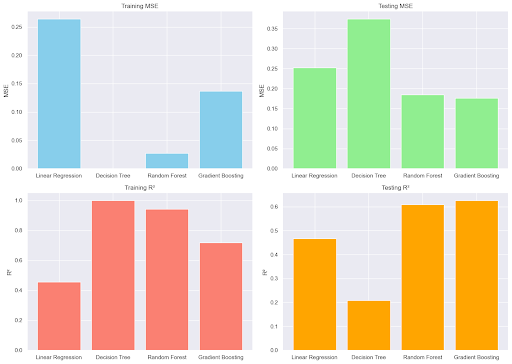 Training MSE
MSE
0.25
0.20
0.15
0.10
0.05
0.00
Linear Regression Decision Tree Random Forest Gradient Boosting
Testing MSE
MSE
0.35
0.30
0.25
0.20
0.15
0.10
0.05
0.00
Linear Regression Decision Tree Random Forest Gradient Boosting
Training R²
R²
1.0
0.8
0.6
0.4
0.2
0.0
Linear Regression Decision Tree Random Forest Gradient Boosting
Testing R²
R²
0.6
0.5
0.4
0.3
0.2
0.1
0.0
Linear Regression Decision Tree Random Forest Gradient Boosting